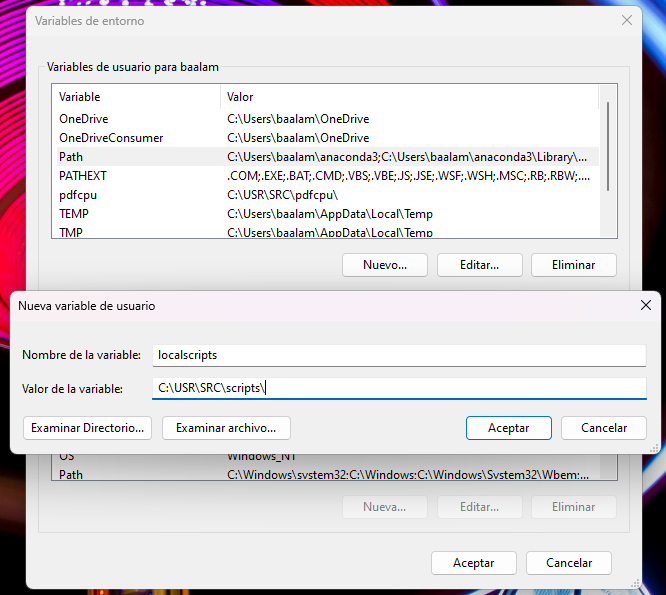 Variables de entorno
Variables de usuario para baalam
Variable Valor
OneDrive C:\Users\baalam\OneDrive
OneDriveConsumer C:\Users\baalam\OneDrive
Path C:\Users\baalam\anaconda3;C:\Users\baalam\anaconda3\Library\...
PATHEXT .COM;.EXE;.BAT;.CMD;.VBS;.VBE;.JS;.JSE;.WSF;.WSH;.MSC;.RB;.RBW;....
pdfcpu C:\USR\SRC\pdfcpu\
TEMP C:\Users\baalam\AppData\Local\Temp
TMP C:\Users\baalam\AppData\Local\Temp
Nuevo... Editar... Eliminar
Nueva variable de usuario
Nombre de la variable: localscripts
Valor de la variable: C:\USR\SRC\scripts\
Examinar Directorio... Examinar archivo... Aceptar Cancelar
OS Windows_NT
Path C:\Windows\system32;C:\Windows;C:\Windows\System32\Wbem;...
Nueva... Editar... Eliminar
Aceptar Cancelar